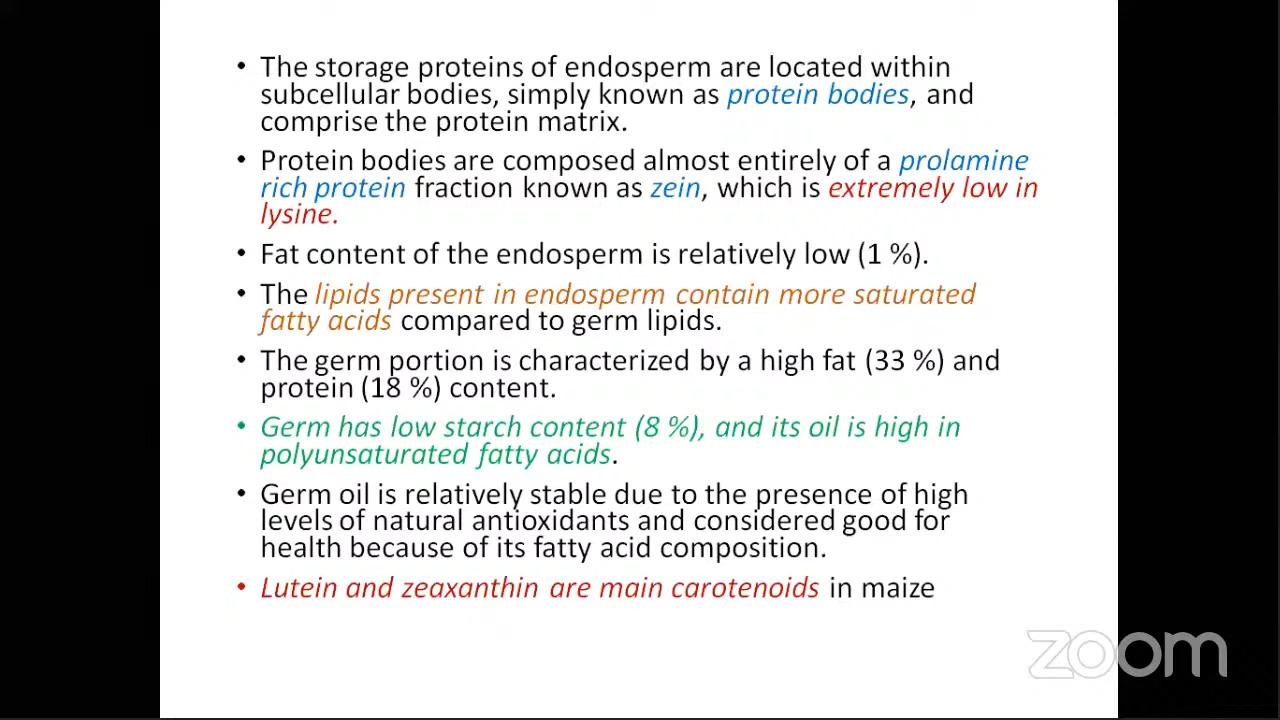 • The storage proteins of endosperm are located within
subcellular bodies, simply known as protein bodies, and
comprise the protein matrix.
• Protein bodies are composed almost entirely of a prolamine
rich protein fraction known as zein, which is extremely low in
lysine.
• Fat content of the endosperm is relatively low (1 %).
• The lipids present in endosperm contain more saturated
fatty acids compared to germ lipids.
• The germ portion is characterized by a high fat (33 %) and
protein (18 %) content.
• Germ has low starch content (8 %), and its oil is high in
polyunsaturated fatty acids.
• Germ oil is relatively stable due to the presence of high
levels of natural antioxidants and considered good for
health because of its fatty acid composition.
• Lutein and zeaxanthin are main carotenoids in maize
zoom